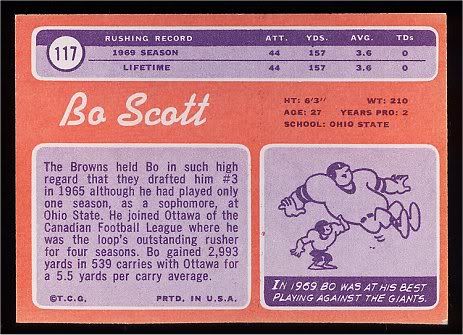 117
RUSHING RECORD ATT. YDS. AVG. TDs
1969 SEASON 44 157 3.6 0
LIFETIME 44 157 3.6 0
Bo Scott
HT: 6'3" WT: 210
AGE: 27 YEARS PRO: 2
SCHOOL: OHIO STATE
The Browns held Bo in such high
regard that they drafted him #3
in 1965 although he had played only
one season, as a sophomore, at
Ohio State. He joined Ottawa of the
Canadian Football League where he
was the loop's outstanding rusher
for four seasons. Bo gained 2,993
yards in 539 carries with Ottawa for
a 5.5 yards per carry average.
IN 1969 BO WAS AT HIS BEST
PLAYING AGAINST THE GIANTS.
©T.C.G. PRTD. IN U.S.A.